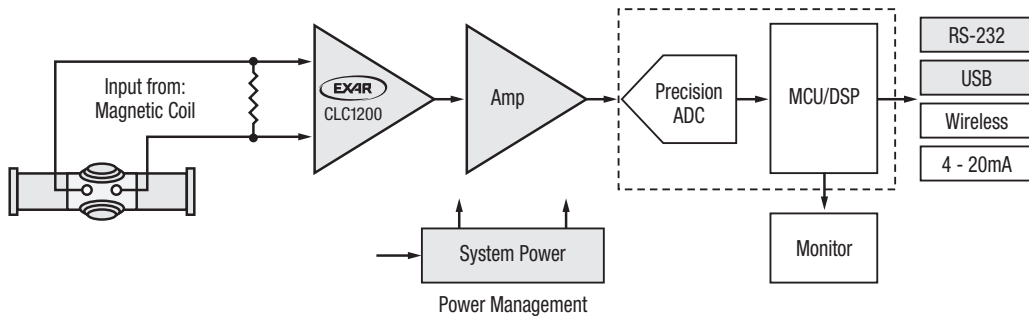 Input from:
Magnetic Coil
EXAR
CLC1200
Amp
Precision
ADC
MCU/DSP
RS-232
USB
Wireless
4 - 20mA
System Power
Monitor
Power Management